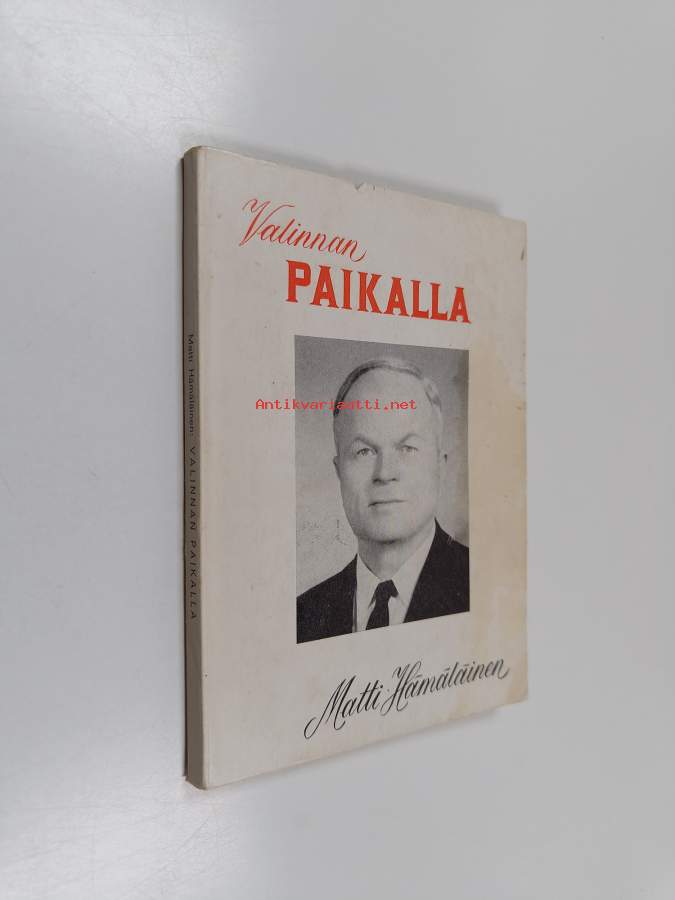 Valinnan
PAIKALLA
Antikvariaatti.net
Matti Hämäläinen
Matti Hämäläinen: VALINNAN PAIKALLA